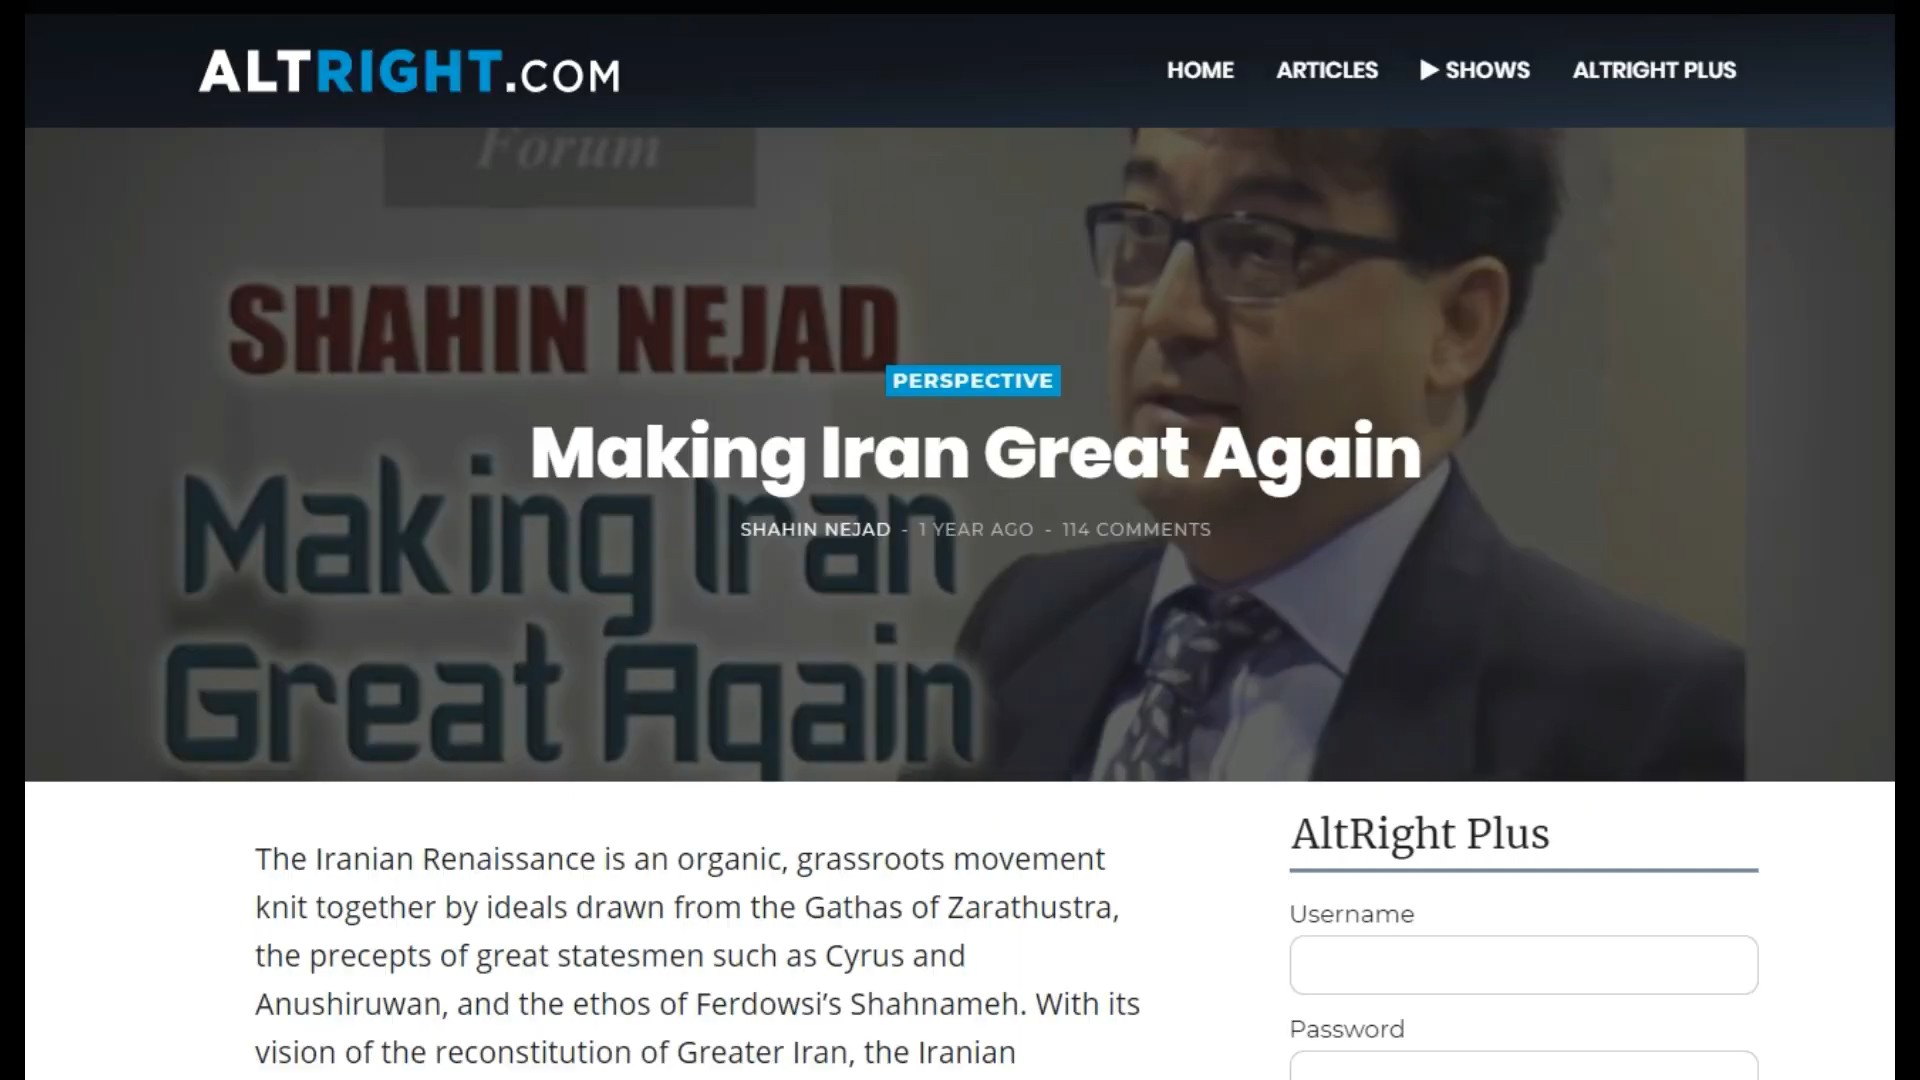 ALTRIGHT.COM
HOME ARTICLES SHOWS ALTRIGHT PLUS
Forum
SHAHIN NEJAD
PERSPECTIVE
Making Iran Great Again
SHAHIN NEJAD - 1 YEAR AGO - 114 COMMENTS
Making Iran
Great Again
The Iranian Renaissance is an organic, grassroots movement
knit together by ideals drawn from the Gathas of Zarathustra,
the precepts of great statesmen such as Cyrus and
Anushiruwan, and the ethos of Ferdowsi’s Shahnameh. With its
vision of the reconstitution of Greater Iran, the Iranian
AltRight Plus
Username
Password